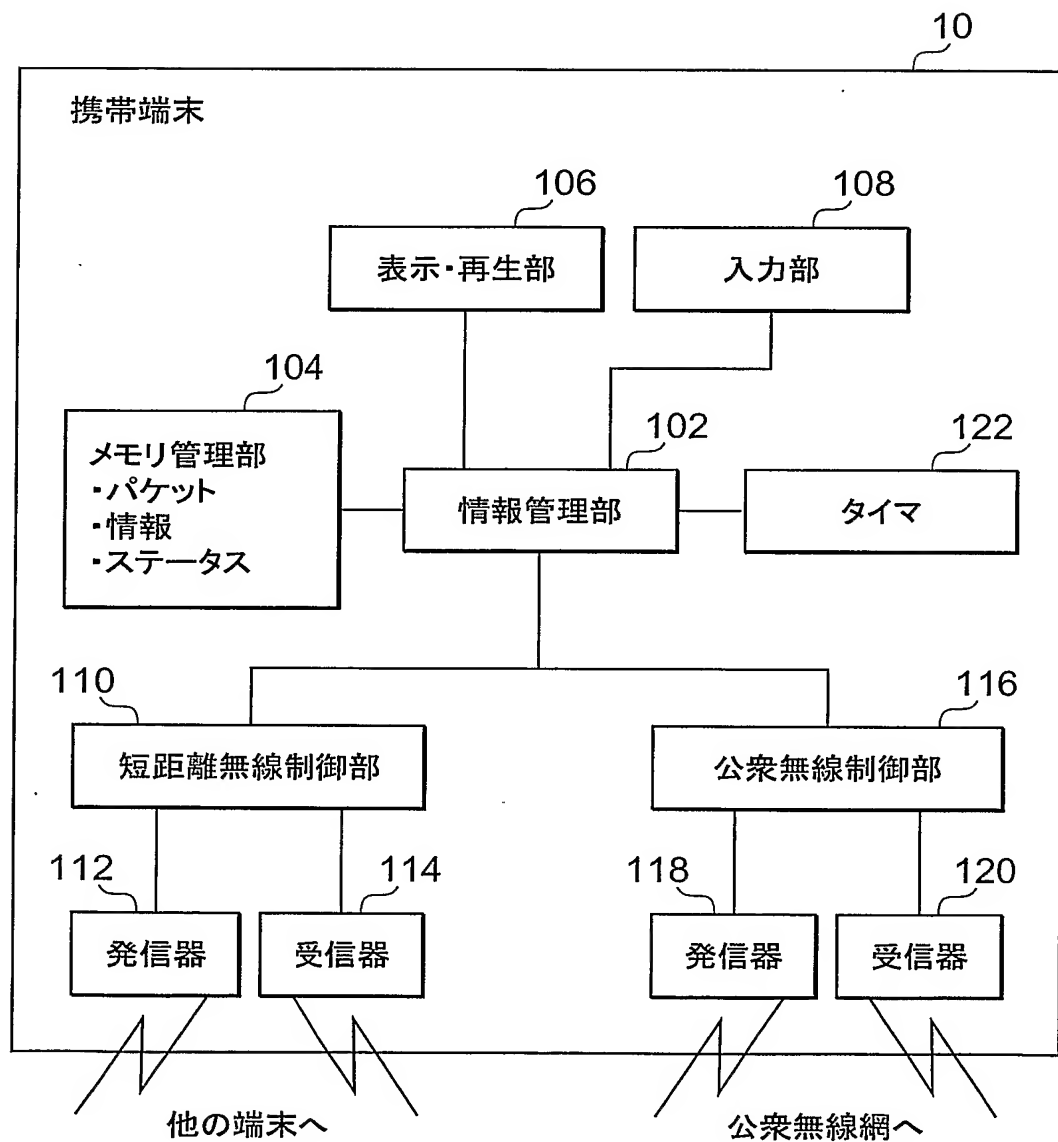 10
携帯端末
106
108
表示・再生部
入力部
104
102
122
メモリ管理部
・パケット
・情報
・ステータス
情報管理部
タイマ
110
116
短距離無線制御部
公衆無線制御部
112
114
118
120
発信器
受信器
発信器
受信器
他の端末へ
公衆無線網へ